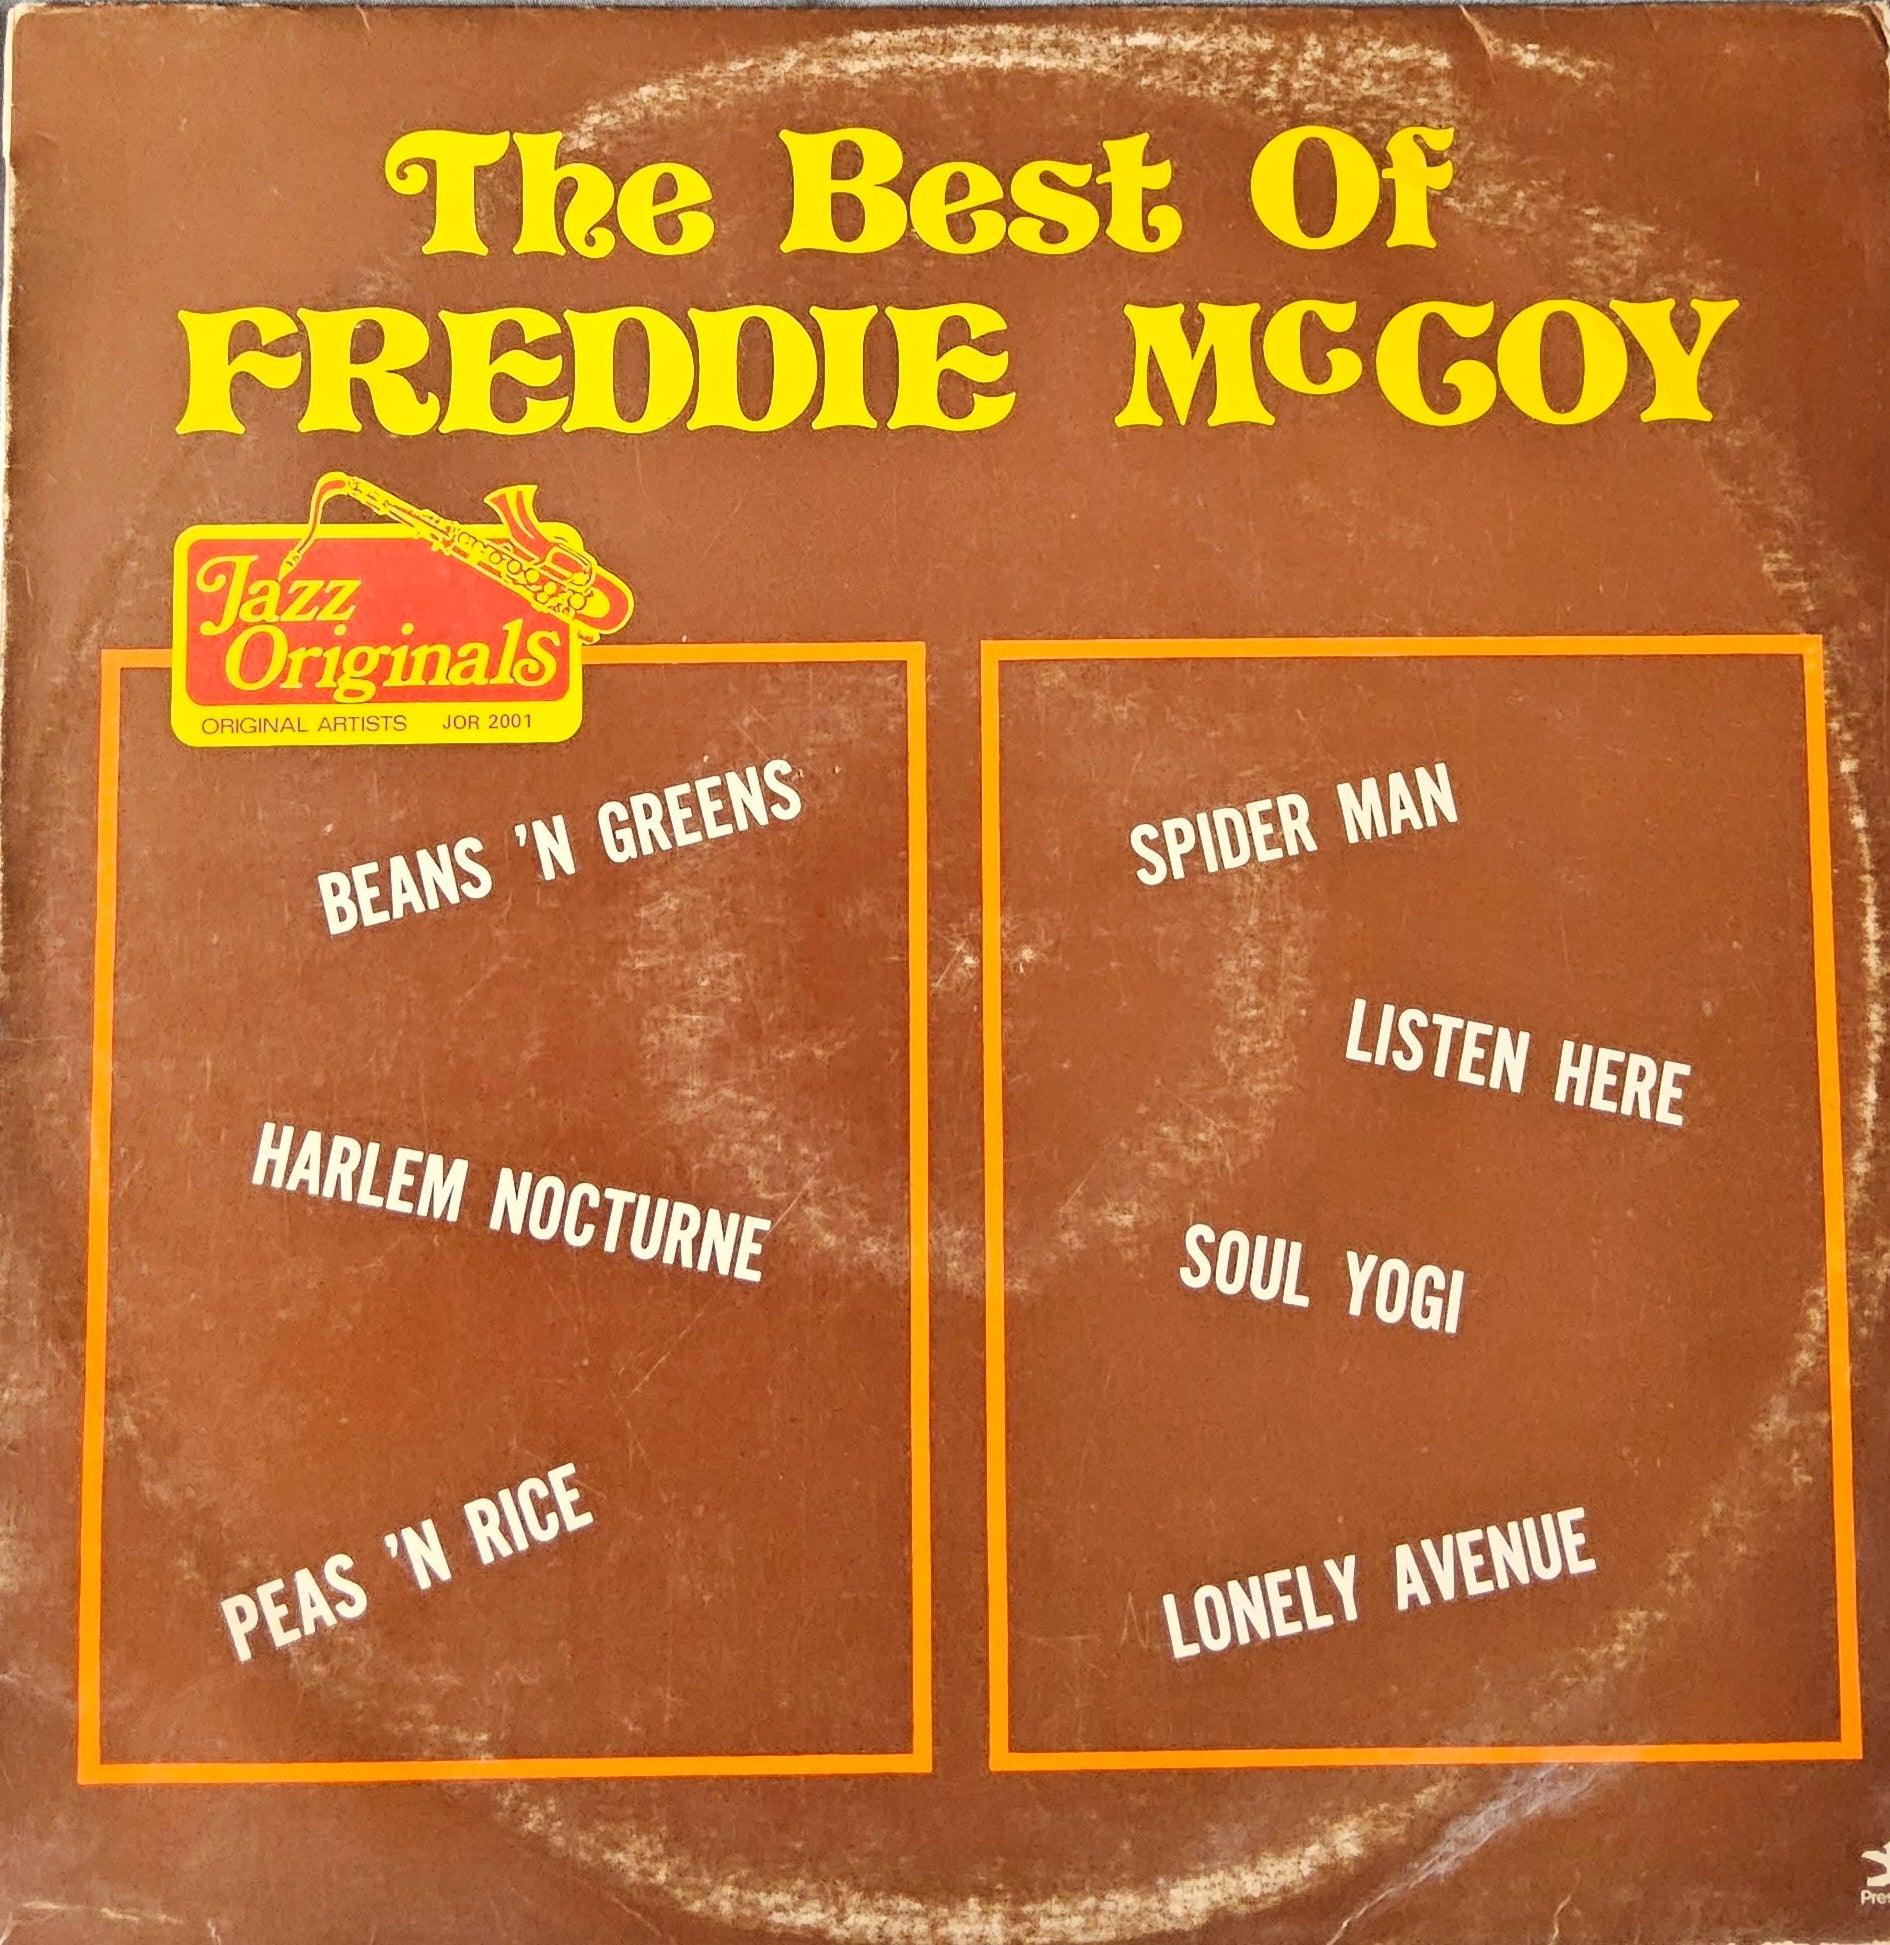 The Best Of
FREDDIE McCOY
Jazz
Originals
ORIGINAL ARTISTS JOR 2001
BEANS 'N GREENS
HARLEM NOCTURNE
PEAS 'N RICE
SPIDER MAN
LISTEN HERE
SOUL YOGI
LONELY AVENUE